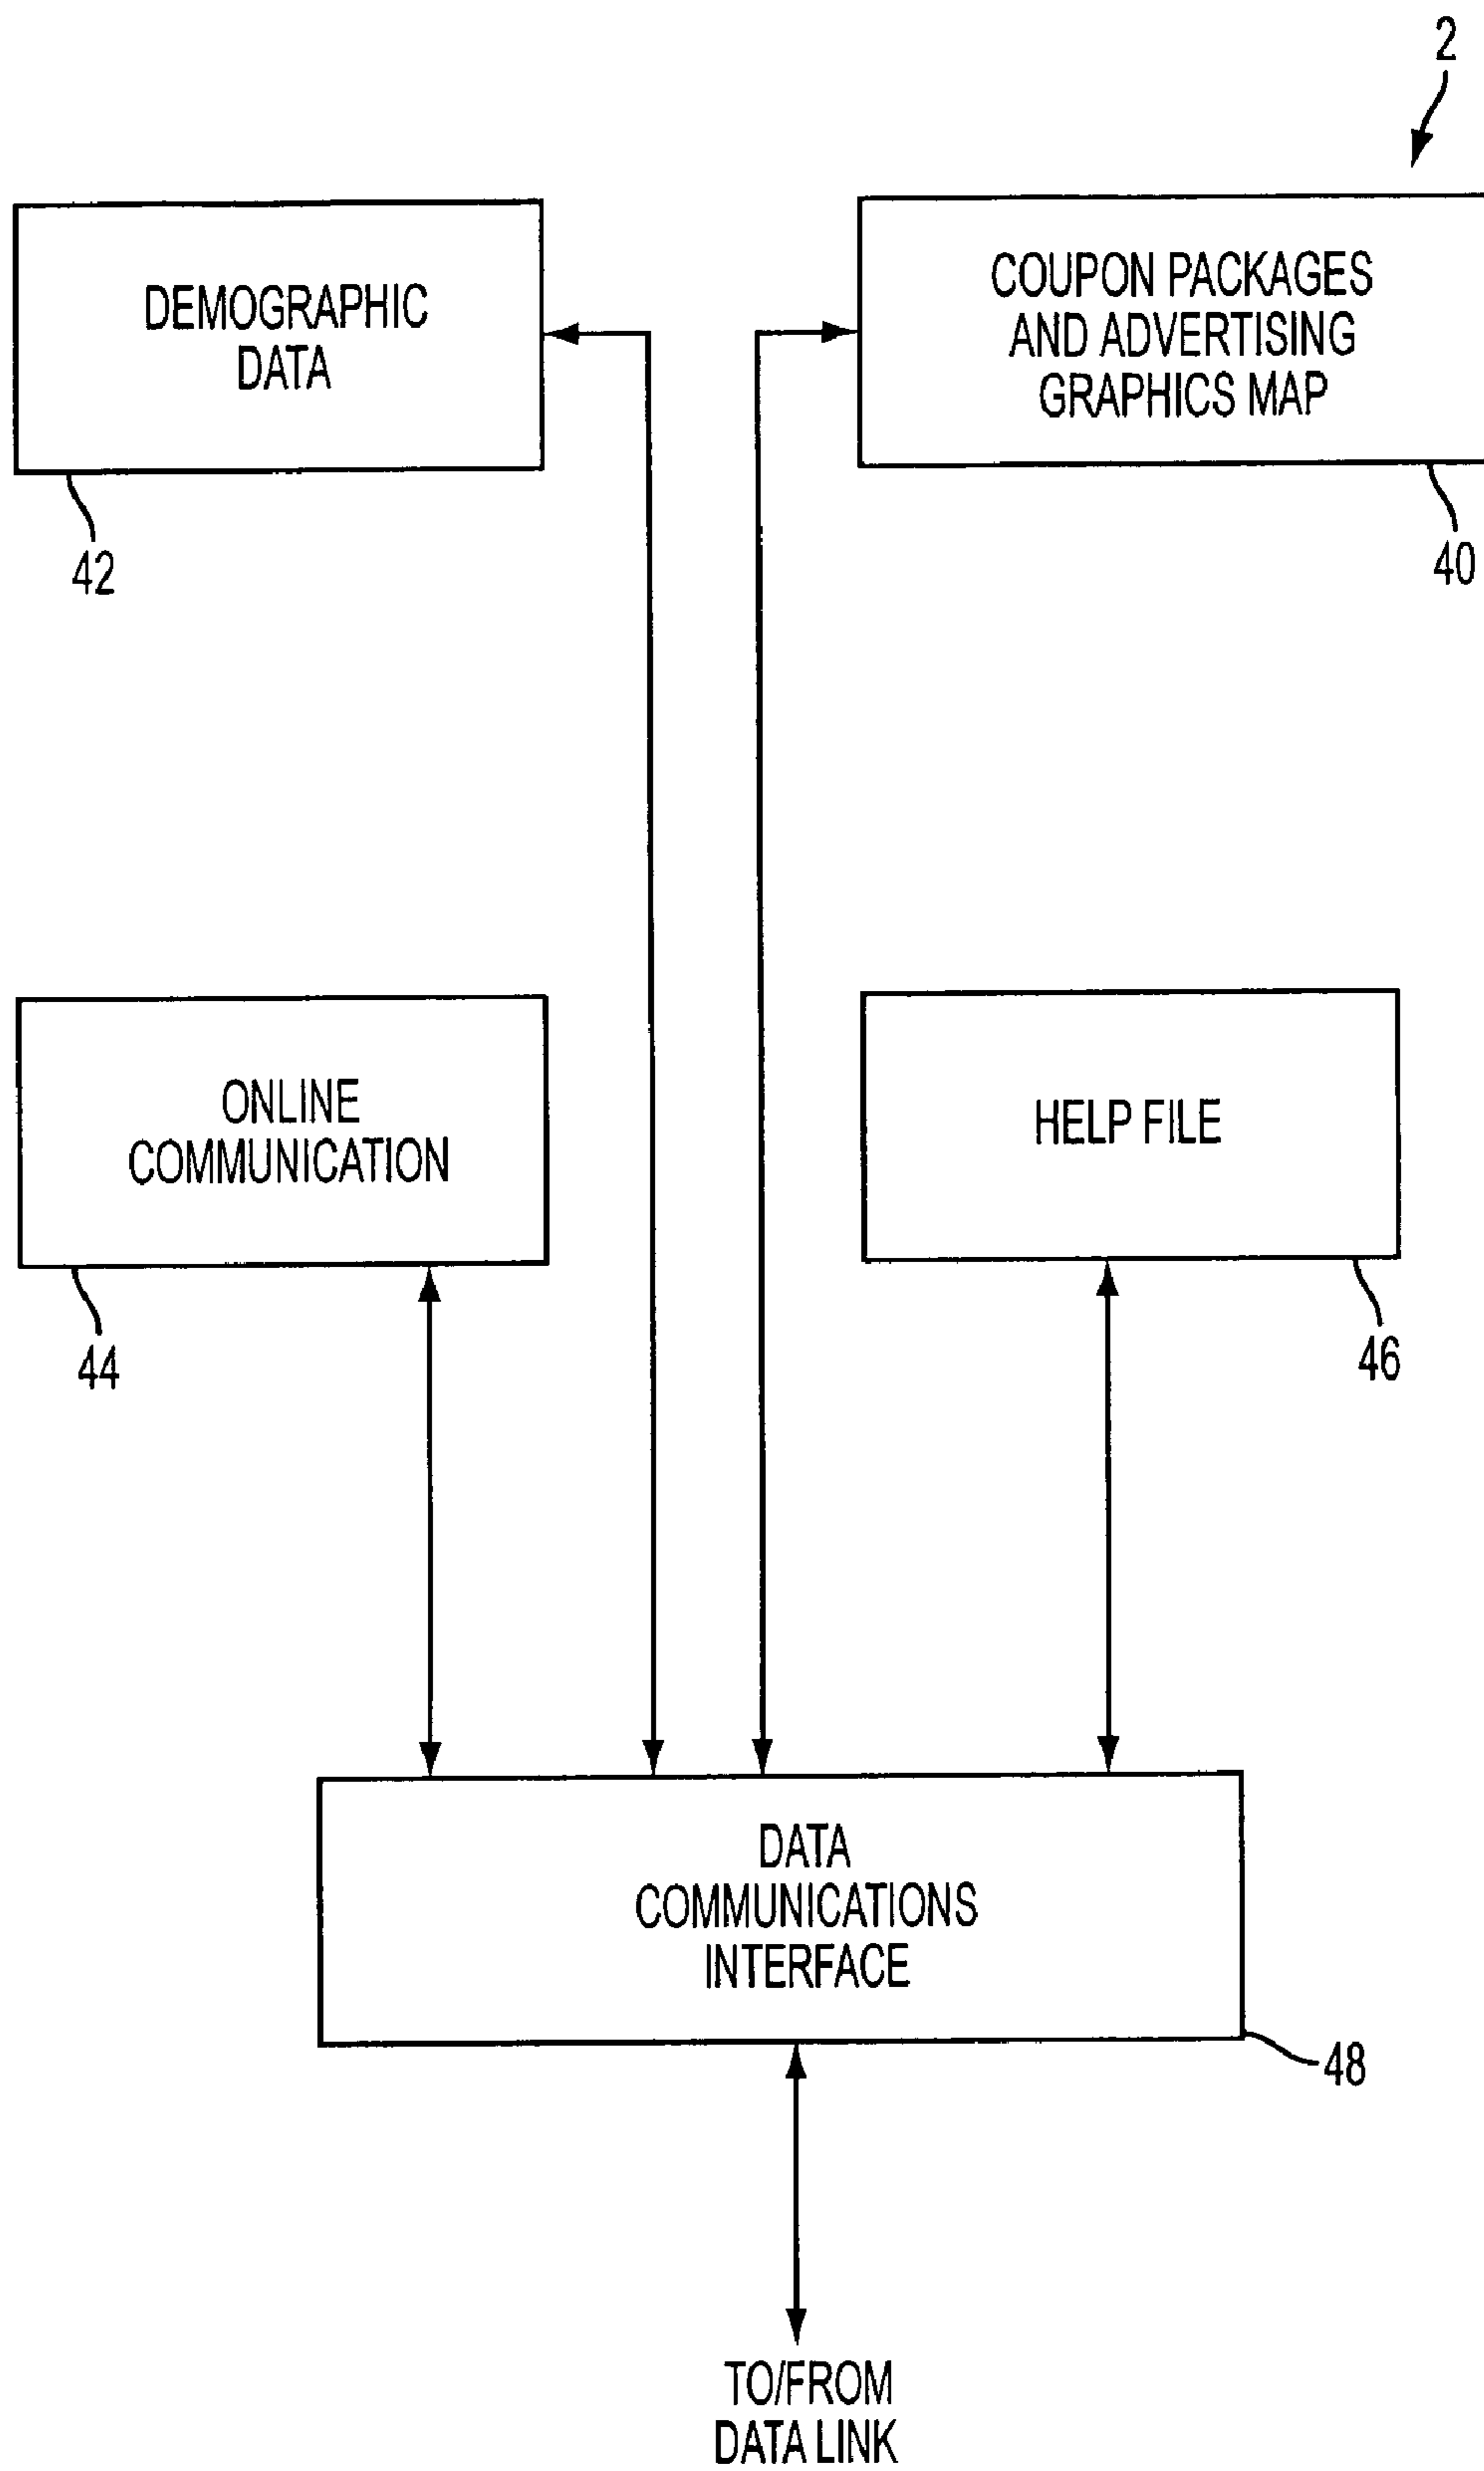 2
DEMOGRAPHIC
DATA
42
COUPON PACKAGES
AND ADVERTISING
GRAPHICS MAP
40
ONLINE
COMMUNICATION
44
HELP FILE
46
DATA
COMMUNICATIONS
INTERFACE
48
TO/FROM
DATA LINK